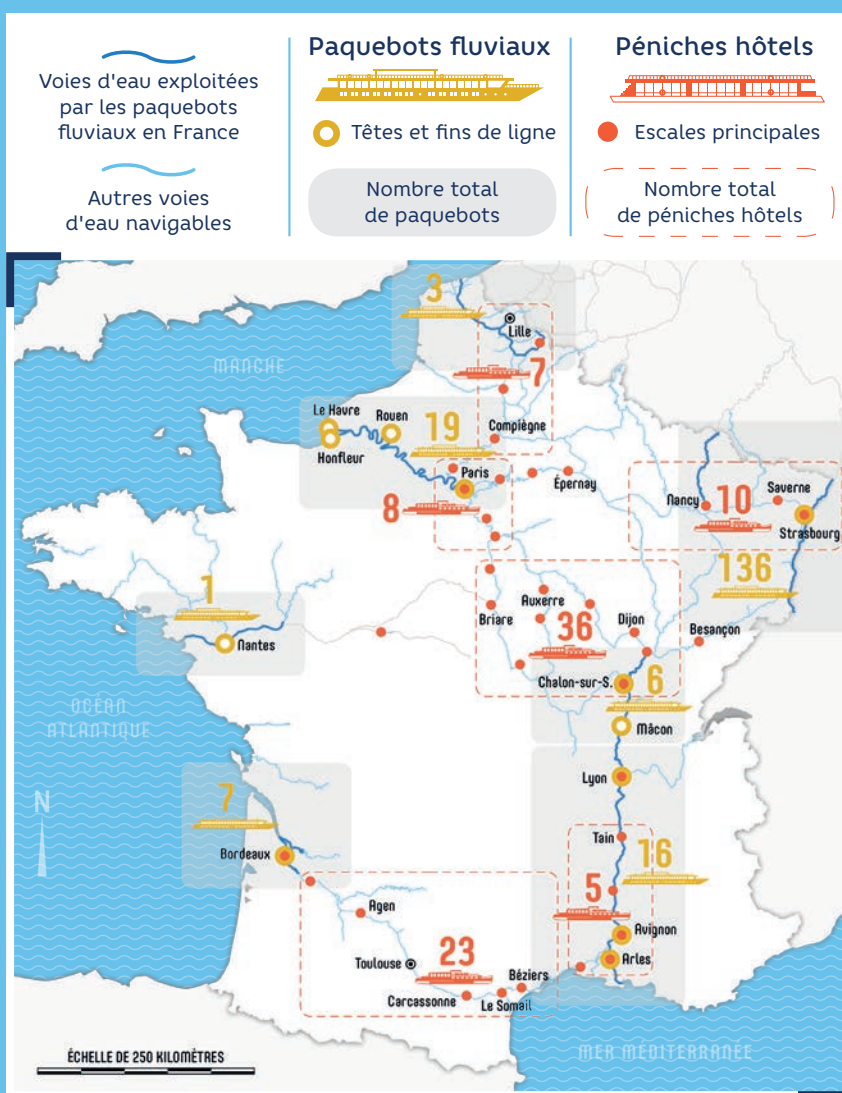 Voies d'eau exploitées
par les paquebots
fluviaux en France
Autres voies
d'eau navigables
Paquebots fluviaux
Têtes et fins de ligne
Nombre total
de paquebots
Péniches hôtels
Escales principales
Nombre total
de péniches hôtels
3
Lille
7
MANCHE
Le Havre
Rouen
19
Compiègne
Honfleur
Paris
Épernay
8
Nancy
10
Saverne
Strasbourg
136
1
Nantes
Auxerre
Briare
36
Dijon
Besançon
Chalon-sur-S.
6
Mâcon
OCÉAN
ATLANTIQUE
Lyon
N
7
Bordeaux
Tain
16
5
Agen
Avignon
Arles
Toulouse
23
Béziers
Carcassonne
Le Somail
ÉCHELLE DE 250 KILOMÈTRES
MER MÉDITERRANÉE